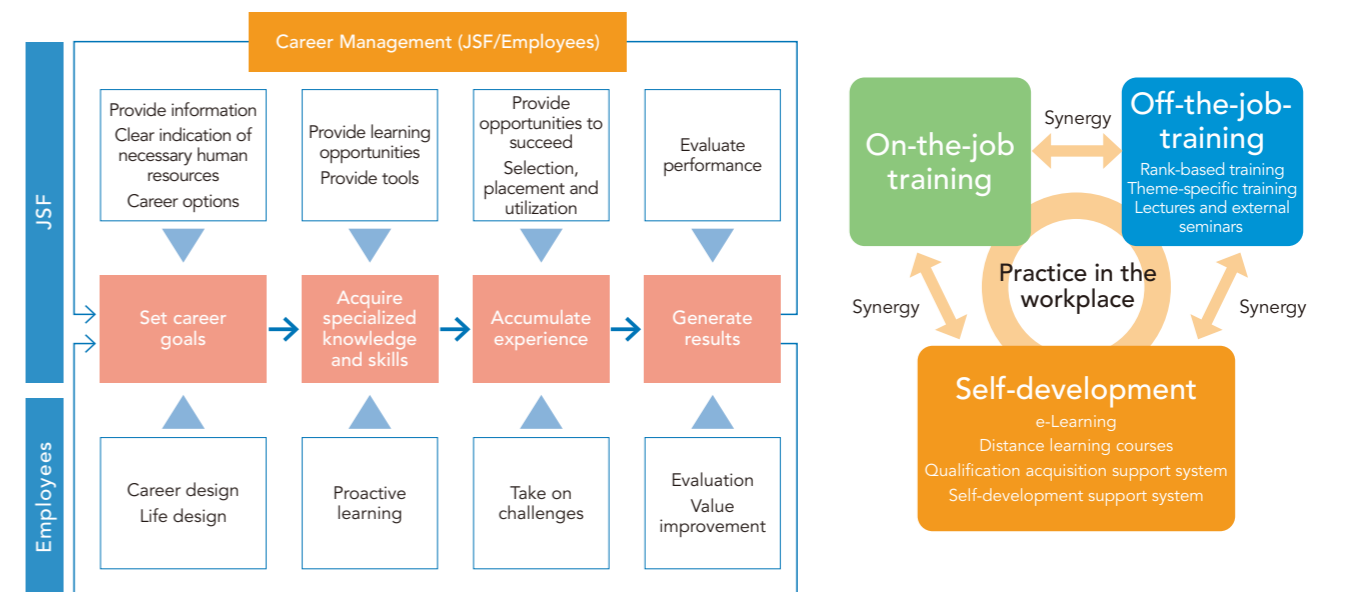 Career Management (JSF/Employees)
JSF
Provide information
Clear indication of
necessary human
resources
Career options
Provide learning
opportunities
Provide tools
Provide
opportunities to
succeed
Selection,
placement and
utilization
Evaluate
performance
Set career
goals
Acquire
specialized
knowledge
and skills
Accumulate
experience
Generate
results
Employees
Career design
Life design
Proactive
learning
Take on
challenges
Evaluation
Value
improvement
On-the-job
training
Synergy
Off-the-job-
training
Rank-based training
Theme-specific training
Lectures and external
seminars
Practice in the
workplace
Synergy
Synergy
Self-development
e-Learning
Distance learning courses
Qualification acquisition support system
Self-development support system